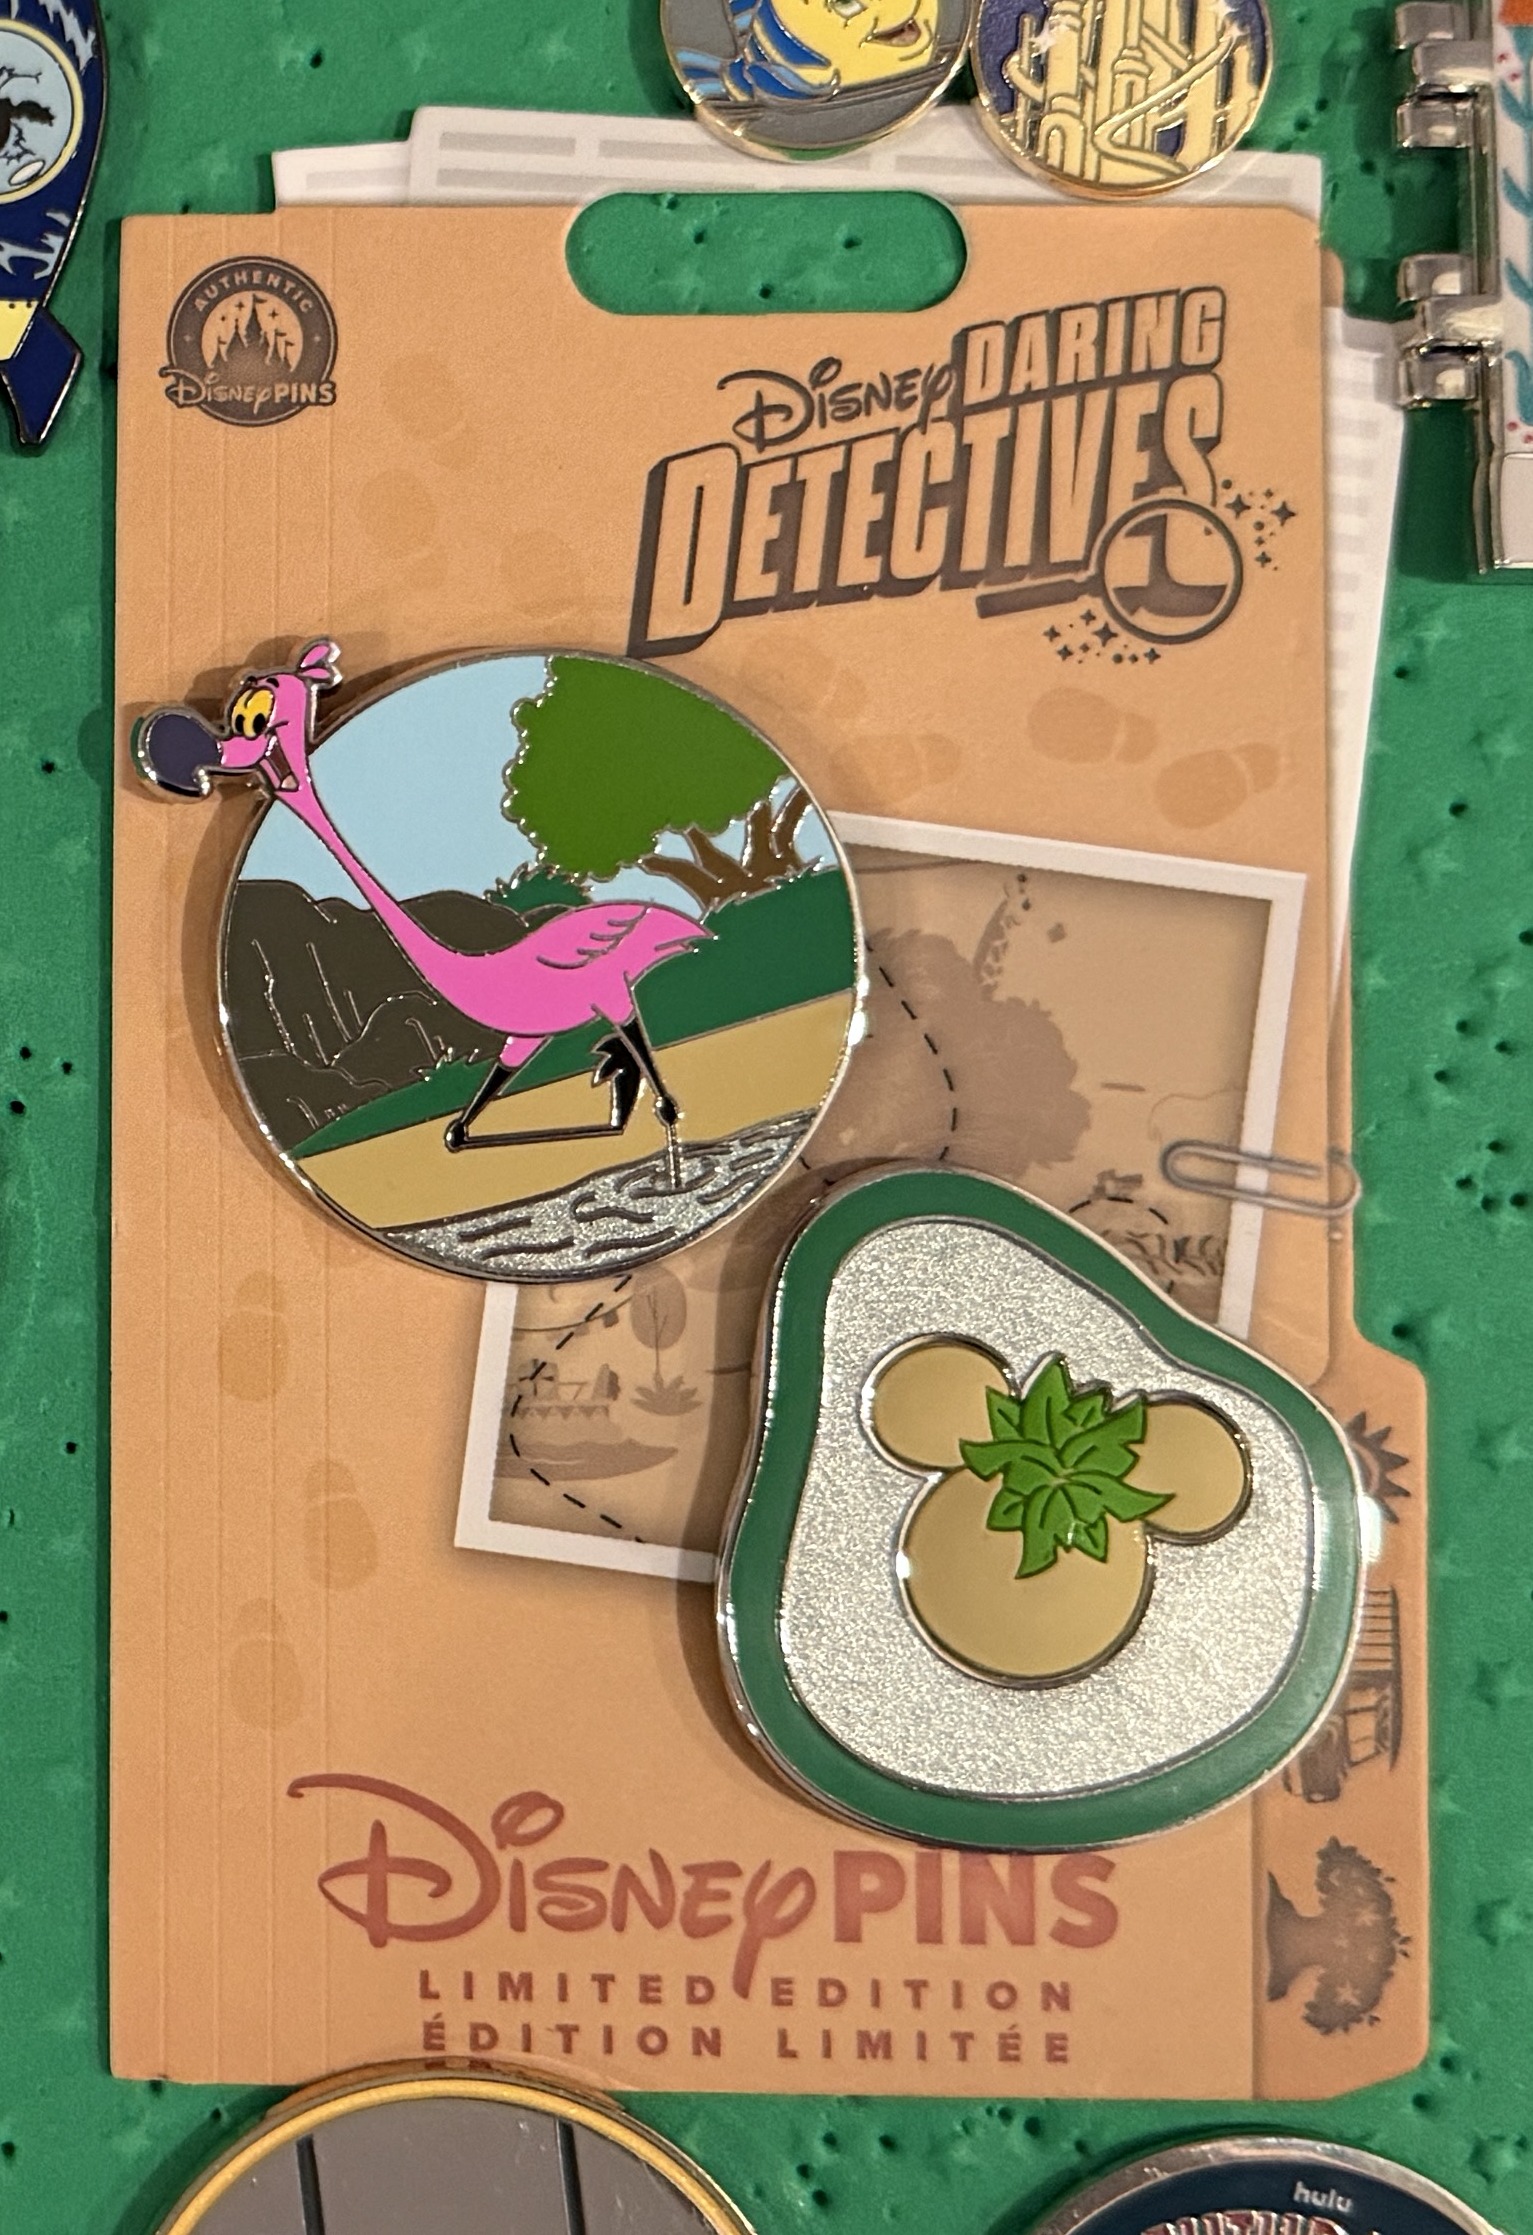 AUTHENTIC
Disney PINS
Disney DARING
DETECTIVES
Disney PINS
LIMITED EDITION
ÉDITION LIMITÉE
hulu